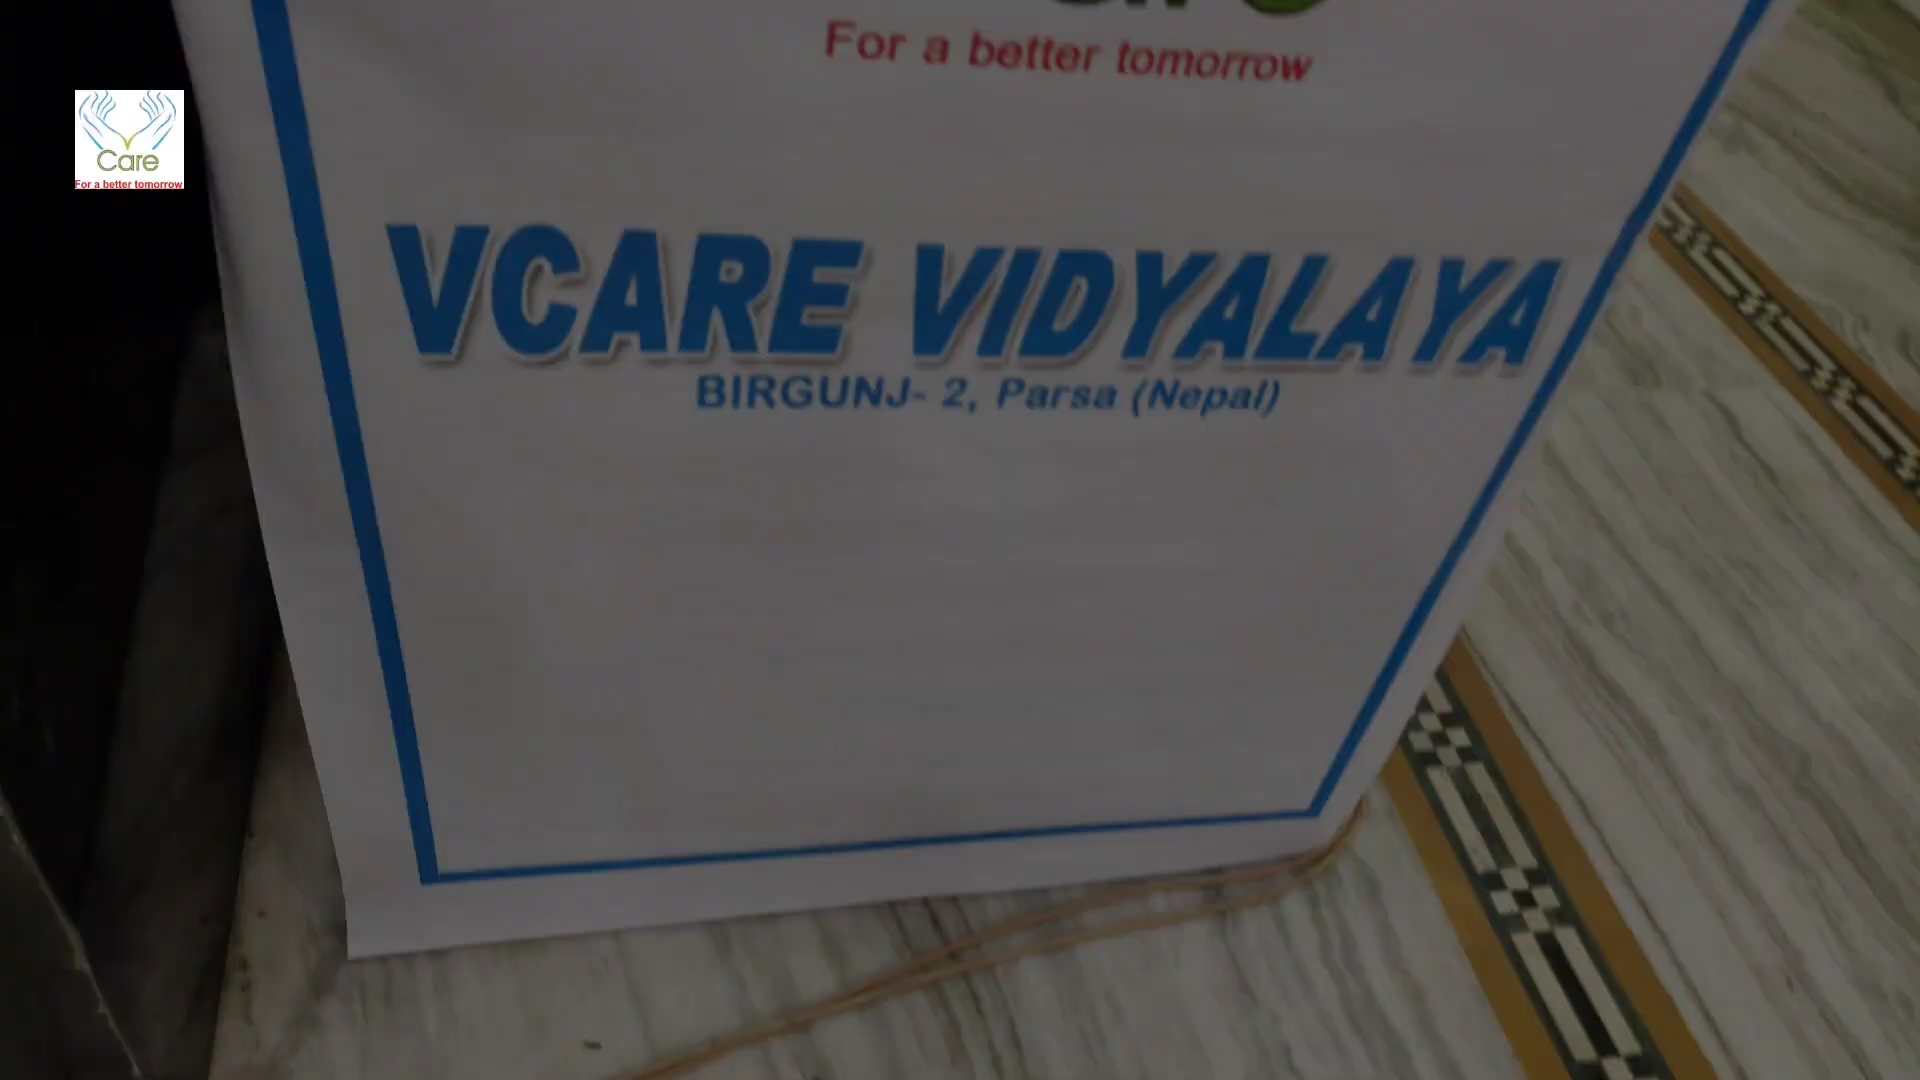 For a better tomorrow
Care
For a better tomorrow
VCARE VIDYALAYA
BIRGUNJ- 2, Parsa (Nepal)